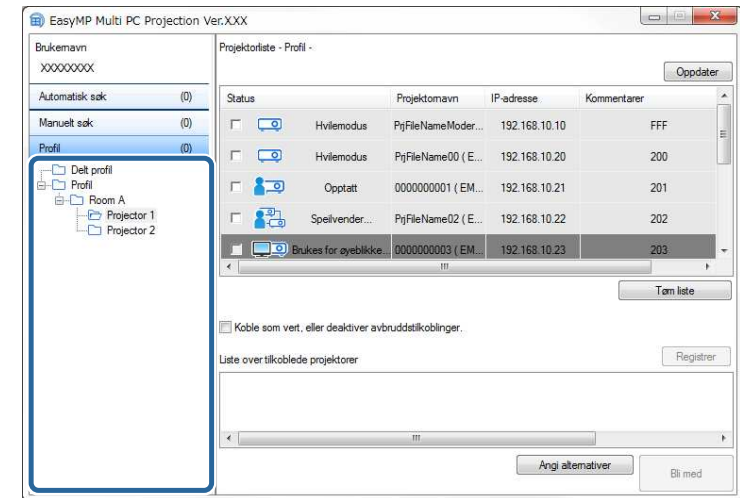 EasyMP Multi PC Projection Ver.XXX
Brukernavn
XXXXXXXX
Automatisk søk (0)
Manuelt søk (0)
Profil (0)
Delt profil
Profil
Room A
Projector 1
Projector 2
Projektorliste - Profil -
Oppdater
Status Projektornavn IP-adresse Kommentarer
Hvilemodus PrjFileNameModer... 192.168.10.10 FFF
Hvilemodus PrjFileName00 ( E... 192.168.10.20 200
Opptatt 0000000001 ( EM... 192.168.10.21 201
Speilvender... PrjFileName02 ( E... 192.168.10.22 202
Brukes for øyeblikke... 0000000003 ( EM... 192.168.10.23 203
Tøm liste
Koble som vert, eller deaktiver avbruddstilkoblinger.
Liste over tilkoblede projektorer
Registrer
Angi alternativer
Bli med